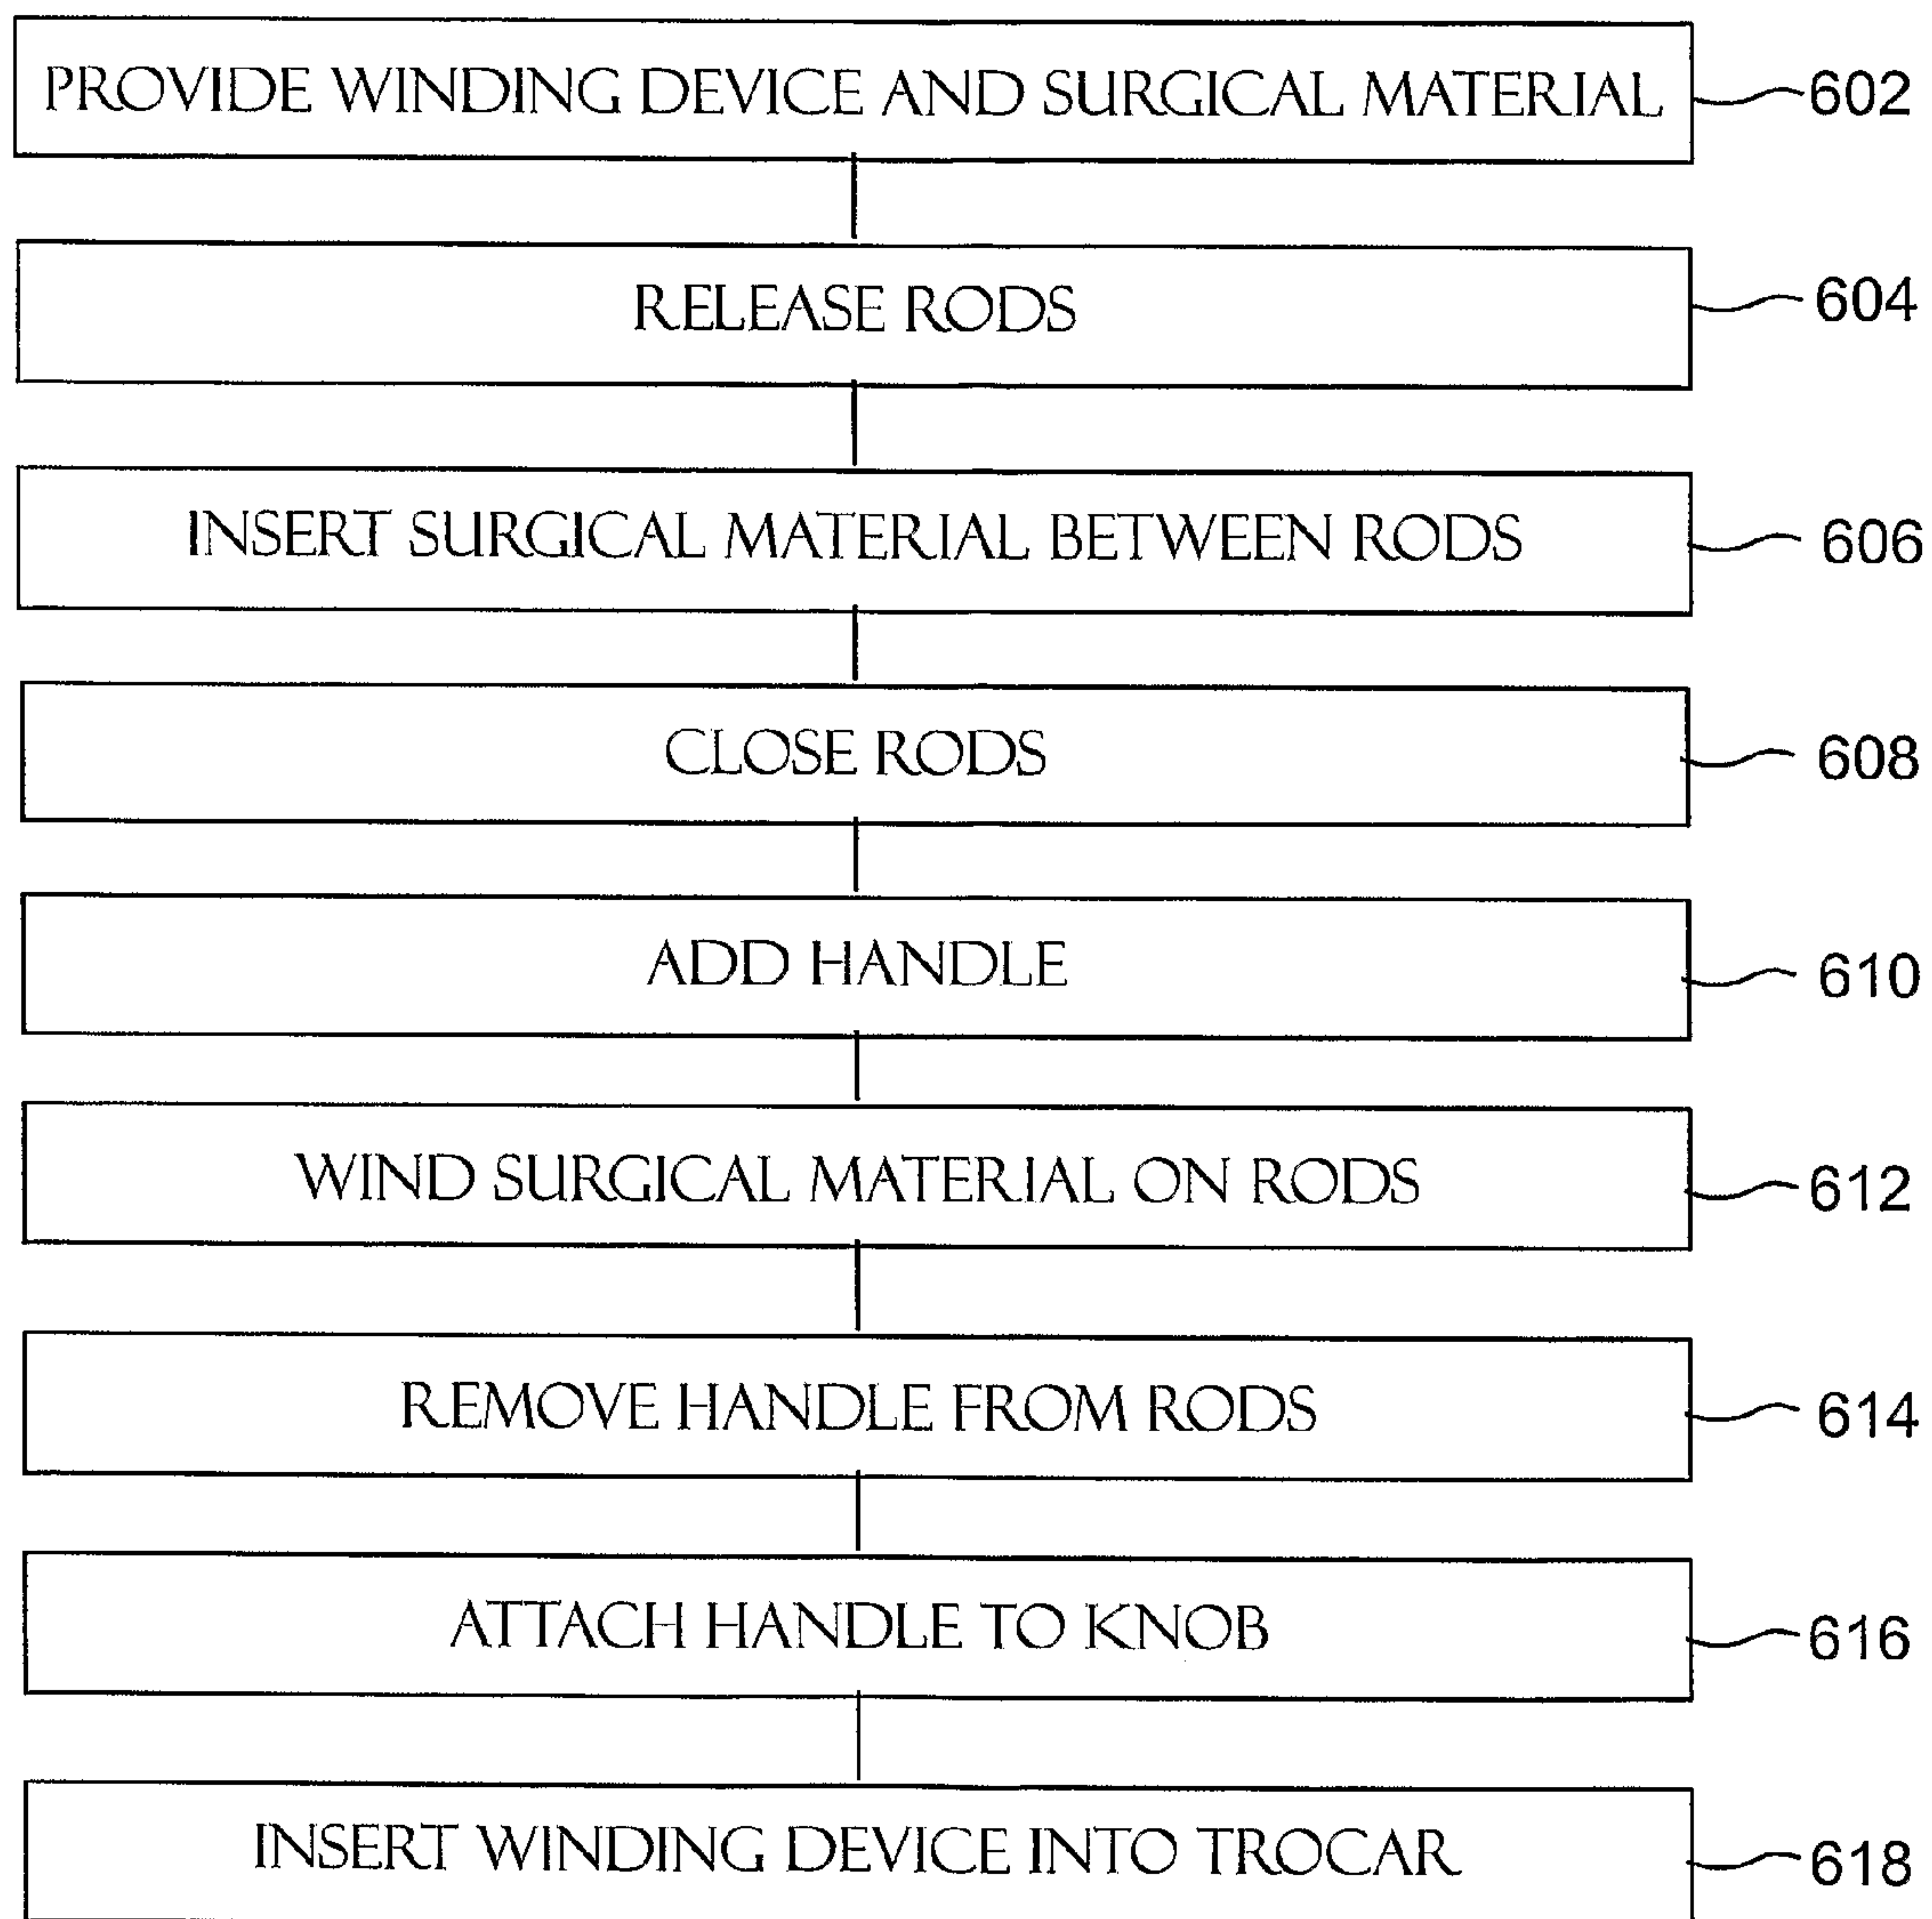 PROVIDE WINDING DEVICE AND SURGICAL MATERIAL 602
RELEASE RODS 604
INSERT SURGICAL MATERIAL BETWEEN RODS 606
CLOSE RODS 608
ADD HANDLE 610
WIND SURGICAL MATERIAL ON RODS 612
REMOVE HANDLE FROM RODS 614
ATTACH HANDLE TO KNOB 616
INSERT WINDING DEVICE INTO TROCAR 618